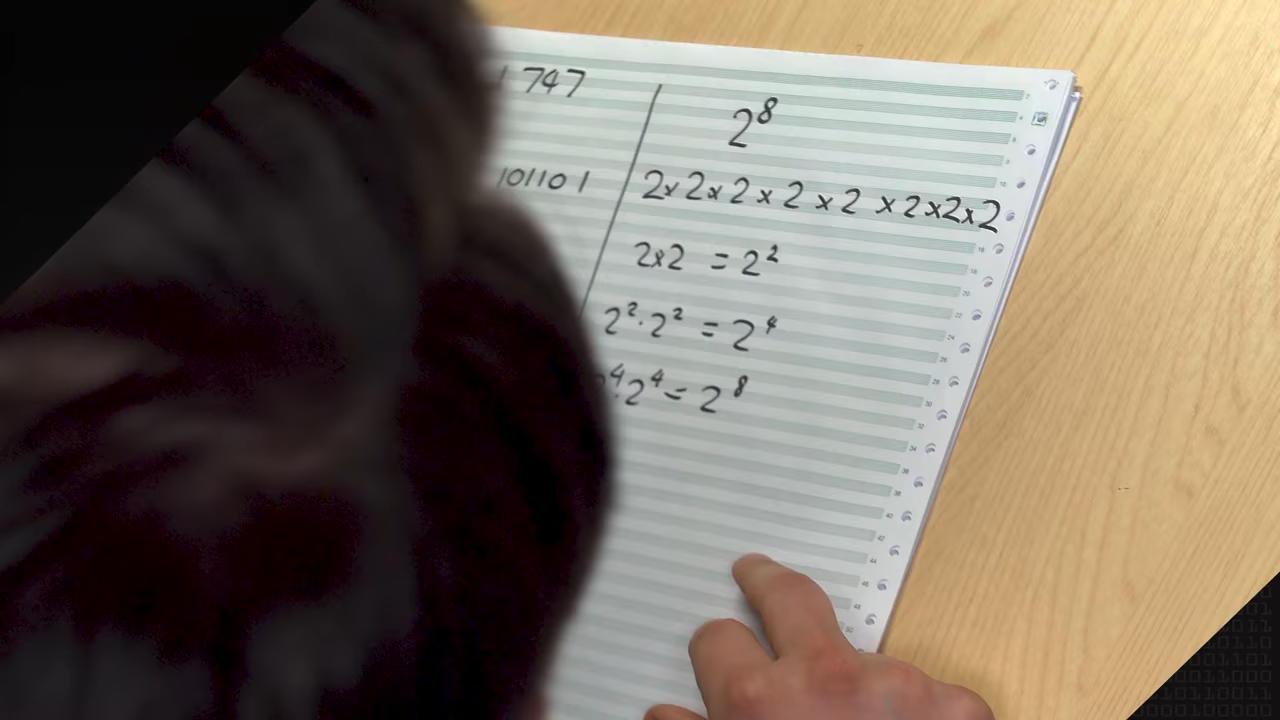 747
101101
2⁸
2×2×2×2×2×2×2×2
2×2 = 2²
2²·2² = 2⁴
⁴·2⁴ = 2⁸